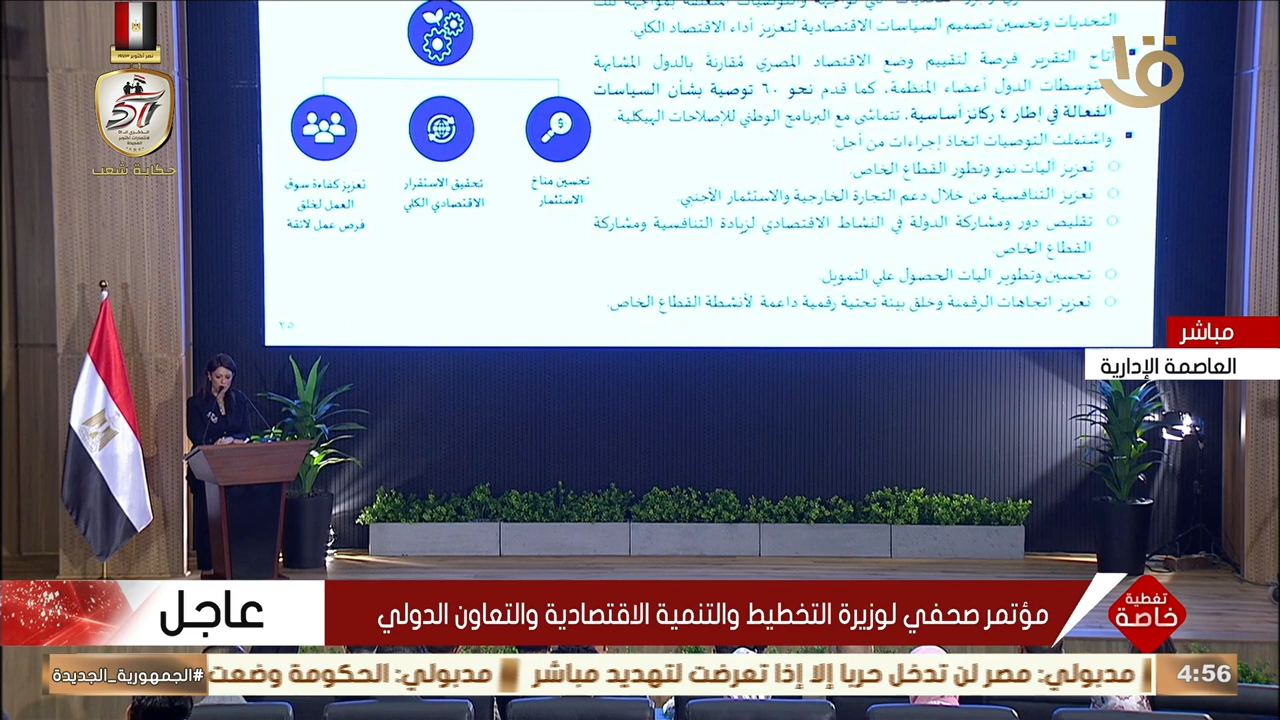 التحديات وتحسين تصميم السياسات الاقتصادية لتعزيز أداء الاقتصاد الكلي.
أتاح التقرير فرصة لتقييم وضع الاقتصاد المصري مُقارنةً بالدول المشابهة
الدول أعضاء المنظمة. كما قدم نحو ٦٠ توصية بشأن السياسات
الفعالة في إطار ٤ ركائز أساسية. تتماشى مع البرنامج الوطني للإصلاحات الهيكلية.
واشتملت التوصيات اتخاذ إجراءات من أجل:
تعزيز آليات نمو وتطور القطاع الخاص.
تعزيز التنافسية من خلال دعم التجارة الخارجية والاستثمار الأجنبي.
تقليص دور ومشاركة الدولة في النشاط الاقتصادي لزيادة التنافسية ومشاركة
القطاع الخاص.
تحسين وتطوير اليات الحصول علي التمويل.
تعزيز اتجاهات الرقمنة وخلق بيئة تحتية رقمية داعمة لأنشطة القطاع الخاص.
تحسين مناخ
الاستثمار
تحقيق الاستقرار
الاقتصادي الكلي
تعزيز كفاءة سوق
العمل لخلق
فرص عمل لائقة
٢٥
حكاية شعب
مباشر
العاصمة الإدارية
تغطية
خاصة
مؤتمر صحفي لوزيرة التخطيط والتنمية الاقتصادية والتعاون الدولي
عاجل
4:56
مدبولي: مصر لن تدخل حربا إلا إذا تعرضت لتهديد مباشر
مدبولي: الحكومة وضعت
#الجمهورية_الجديدة